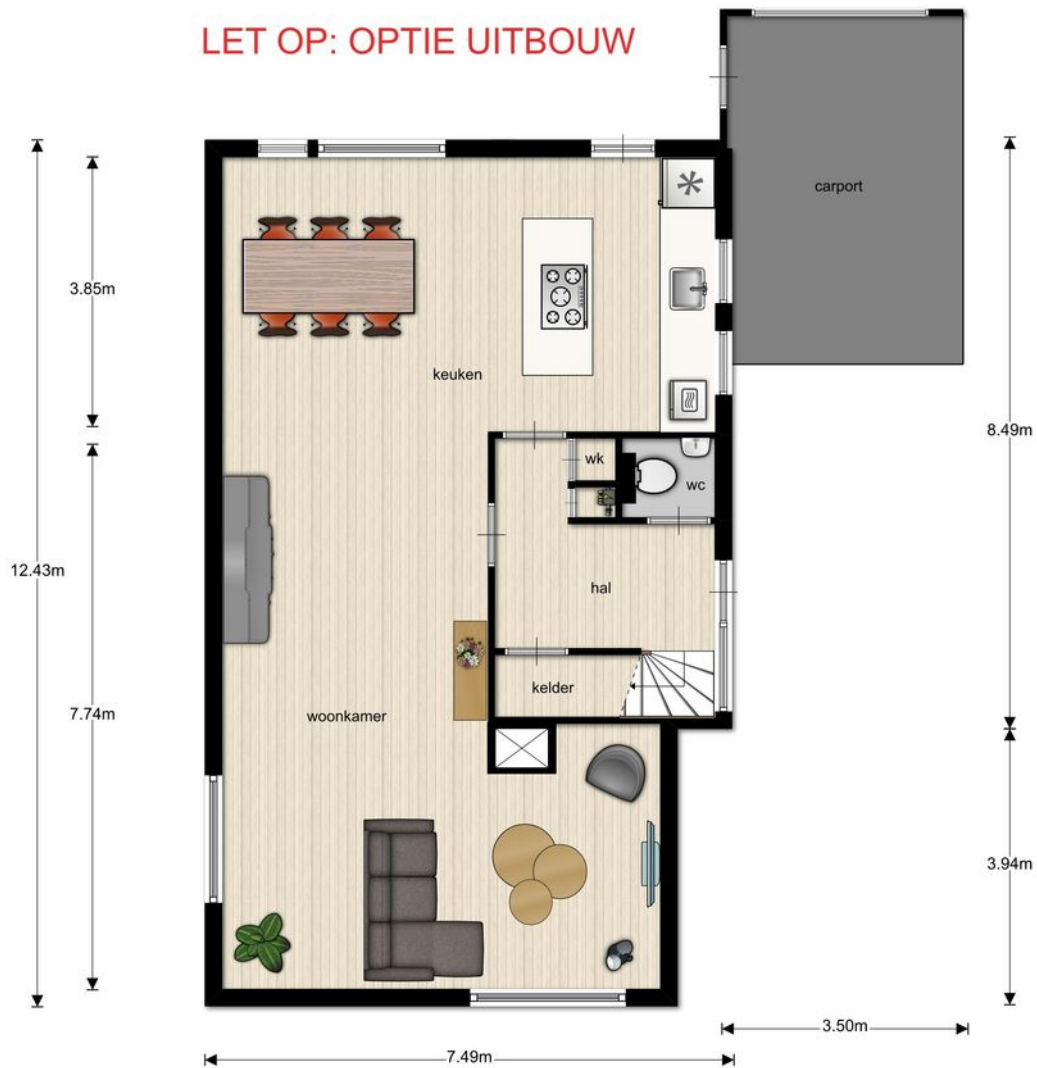 LET OP: OPTIE UITBOUW
carport
3.85m
keuken
8.49m
wk
wc
12.43m
hal
kelder
7.74m
woonkamer
3.94m
3.50m
7.49m